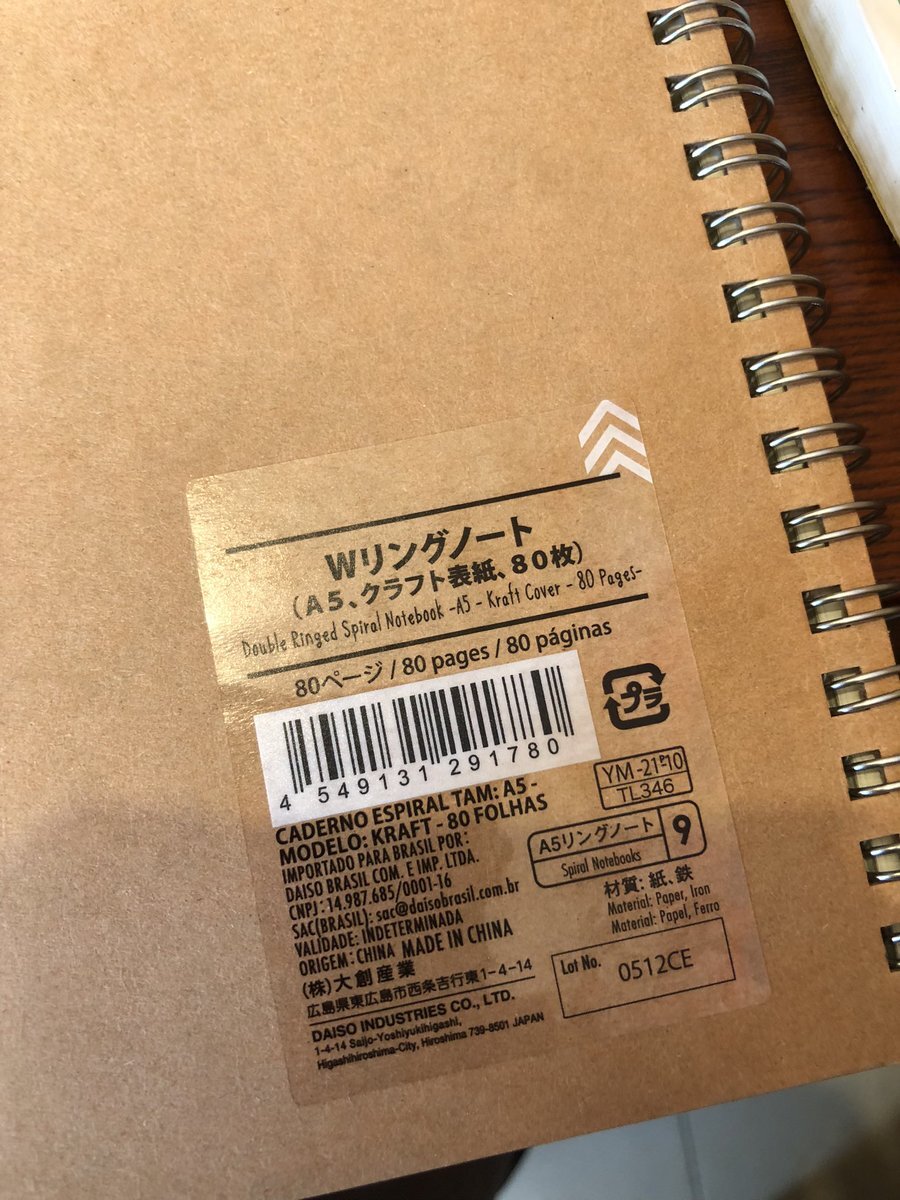 Wリングノート
(A5、クラフト表紙、80枚)
Double Ringed Spiral Notebook -A5 - Kraft Cover - 80 Pages-
80ページ / 80 pages / 80 páginas
4 549131 291780
プラ
CADERNO ESPIRAL TAM: A5 -
MODELO: KRAFT - 80 FOLHAS
IMPORTADO PARA BRASIL POR:
DAISO BRASIL COM. E IMP. LTDA.
CNPJ: 14.987.685/0001-16
SAC(BRASIL): sac@daisobrasil.com.br
VALIDADE: INDETERMINADA
ORIGEM: CHINA MADE IN CHINA
(株)大創産業
広島県東広島市西条吉行東1-4-14
DAISO INDUSTRIES CO., LTD.
1-4-14 Saijo-Yoshiyukihigashi,
Higashihiroshima-City, Hiroshima 739-8501 JAPAN
YM -21-P-10
TL346
A5リングノート 9
Spiral Notebooks
材質: 紙、鉄
Material: Paper, Iron
Material: Papel, Ferro
Lot No. 0512CE